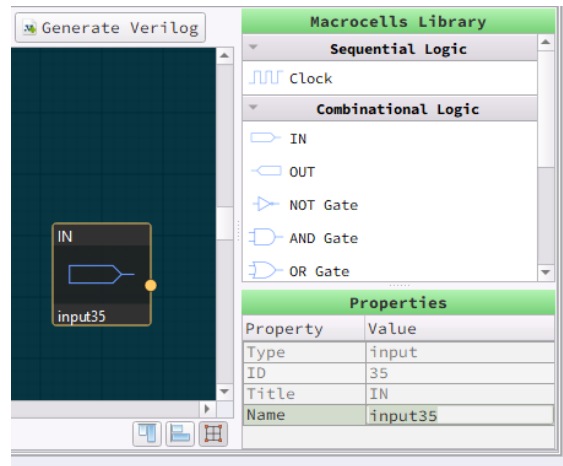 Generate Verilog
IN
input35
Macrocells Library
Sequential Logic
Clock
Combinational Logic
IN
OUT
NOT Gate
AND Gate
OR Gate
Properties
Property Value
Type input
ID 35
Title IN
Name input35